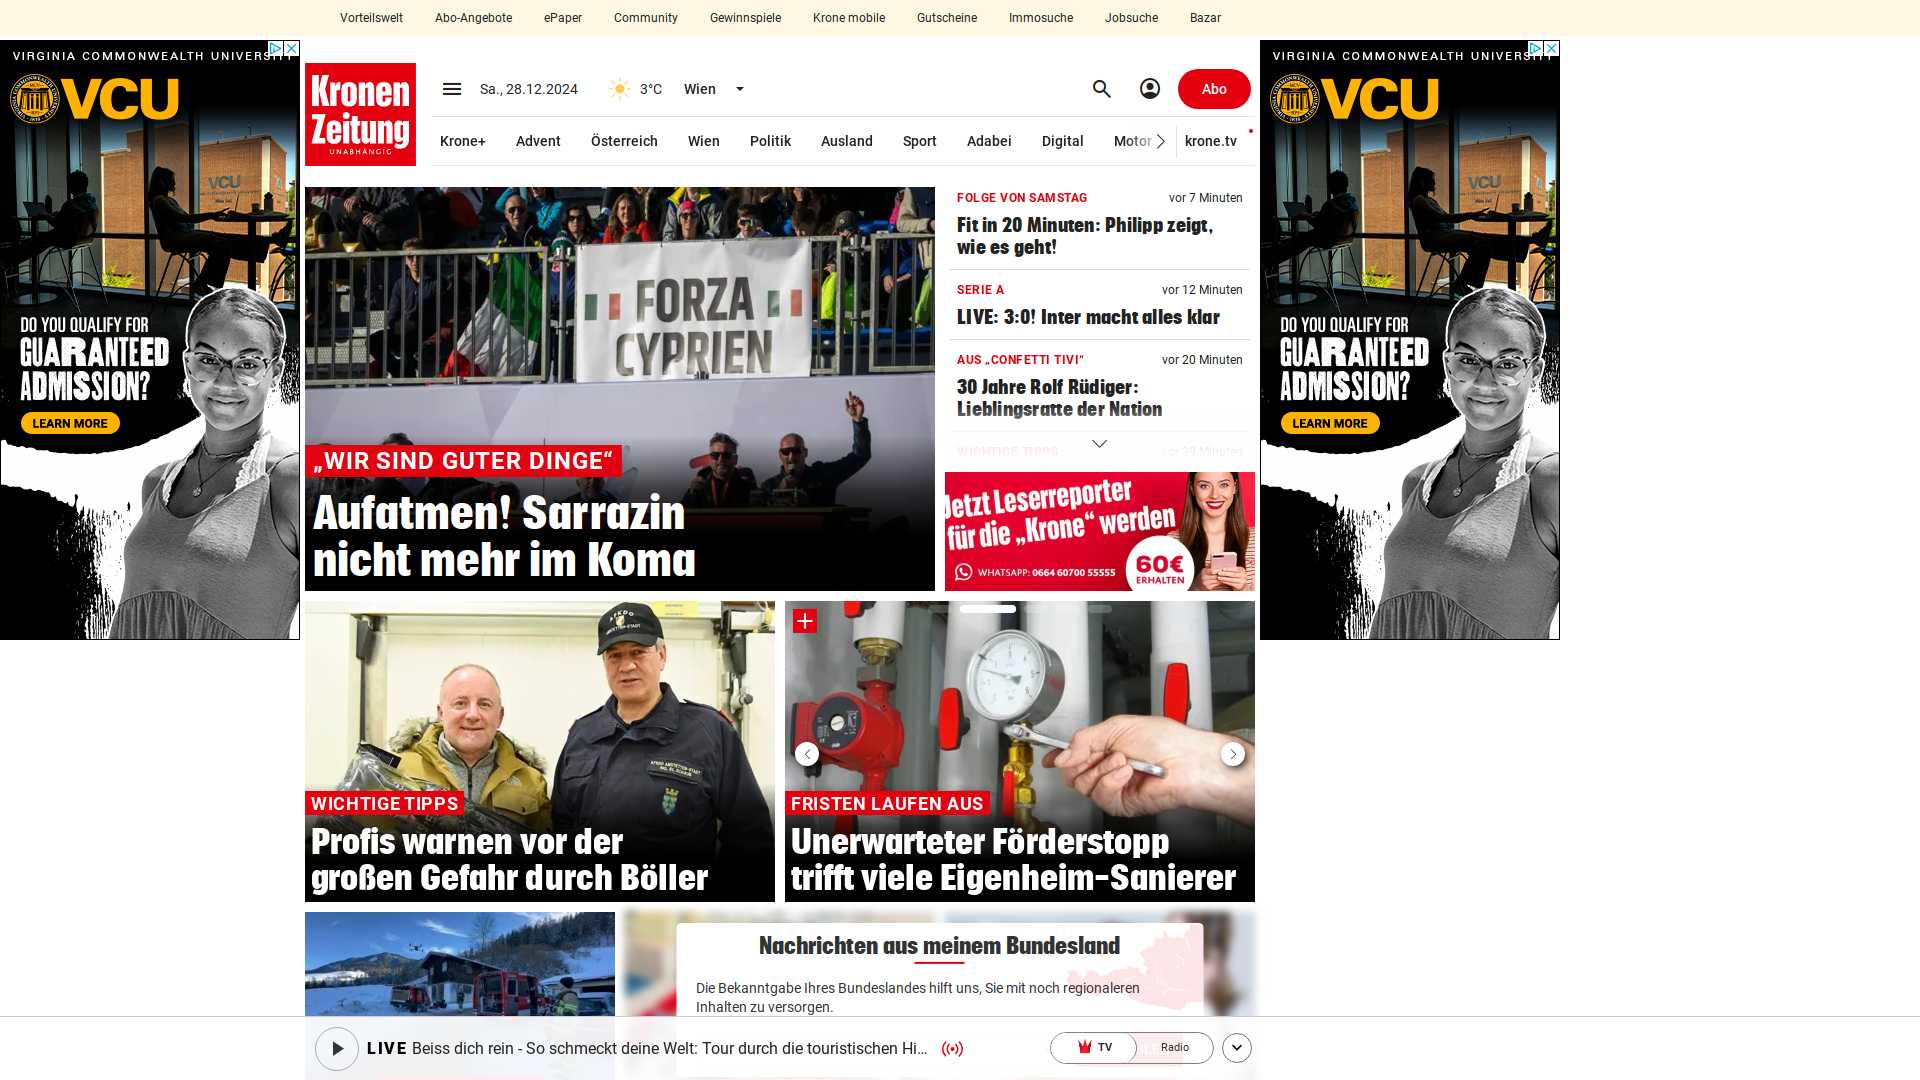 Vorteilswelt Abo-Angebote ePaper Community Gewinnspiele Krone mobile Gutscheine Immosuche Jobsuche Bazar
VIRGINIA COMMONWEALTH UNIVERSITY
VCU
VCU
DO YOU QUALIFY FOR
GUARANTEED
ADMISSION?
LEARN MORE
Kronen
Zeitung
UNABHÄNGIG
Sa., 28.12.2024 3°C Wien
Abo
Krone+ Advent Österreich Wien Politik Ausland Sport Adabei Digital Motor krone.tv
FORZA
CYPRIEN
„WIR SIND GUTER DINGE“
Aufatmen! Sarrazin
nicht mehr im Koma
FOLGE VON SAMSTAG vor 7 Minuten
Fit in 20 Minuten: Philipp zeigt,
wie es geht!
SERIE A vor 12 Minuten
LIVE: 3:0! Inter macht alles klar
AUS „CONFETTI TIVI“ vor 20 Minuten
30 Jahre Rolf Rüdiger:
Lieblingsratte der Nation
WICHTIGE TIPPS vor 39 Minuten
Jetzt Leserreporter
für die „Krone“ werden
WHATSAPP: 0664 60700 55555
60€
ERHALTEN
VIRGINIA COMMONWEALTH UNIVERSITY
VCU
VCU
DO YOU QUALIFY FOR
GUARANTEED
ADMISSION?
LEARN MORE
AFKDO
WICHTIGE TIPPS
Profis warnen vor der
großen Gefahr durch Böller
FRISTEN LAUFEN AUS
Unerwarteter Förderstopp
trifft viele Eigenheim-Sanierer
Nachrichten aus meinem Bundesland
Die Bekanntgabe Ihres Bundeslandes hilft uns, Sie mit noch regionaleren
Inhalten zu versorgen.
LIVE Beiss dich rein - So schmeckt deine Welt: Tour durch die touristischen Hi...
TV Radio